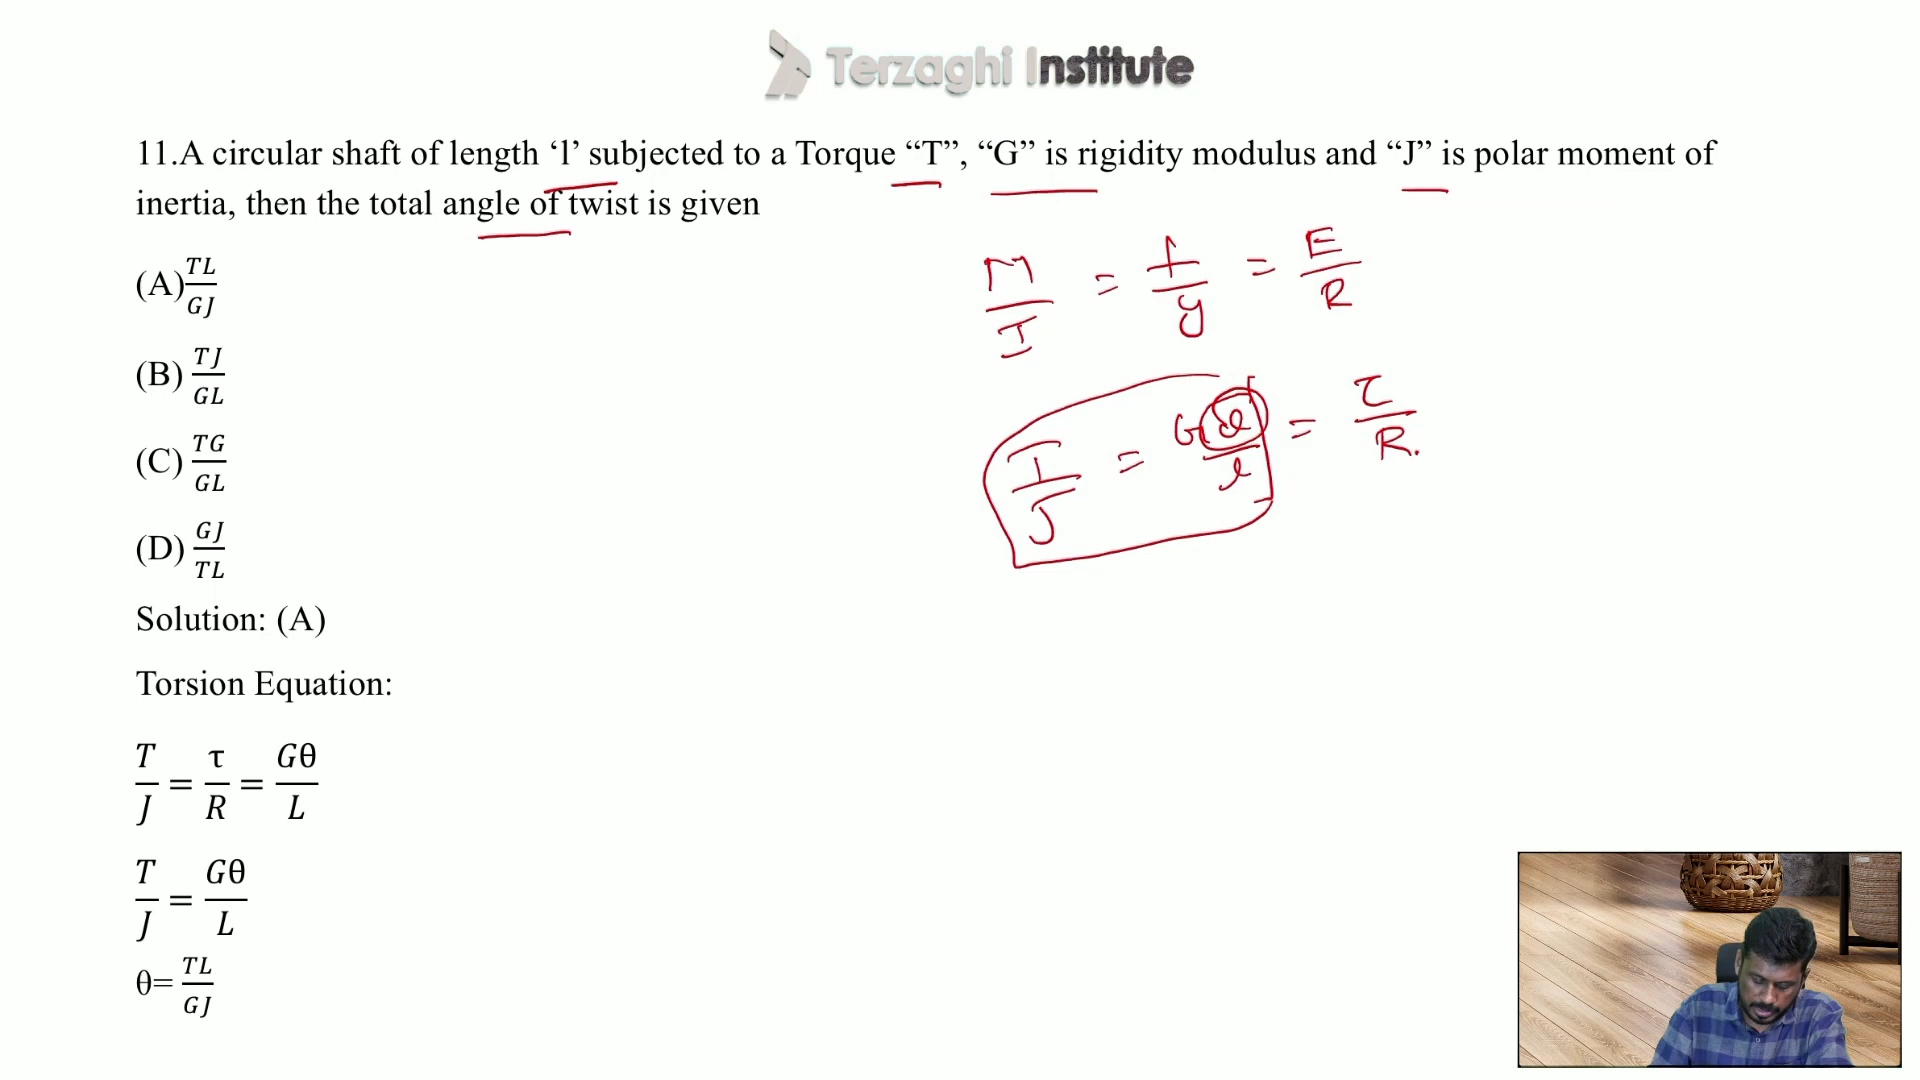 Terzaghi Institute
11.A circular shaft of length ‘l’ subjected to a Torque “T”, “G” is rigidity modulus and “J” is polar moment of
inertia, then the total angle of twist is given
(A) TL/GJ
(B) TJ/GL
(C) TG/GL
(D) GJ/TL
M/I = f/y = E/R
T/J = Gθ/l = τ/R.
Solution: (A)
Torsion Equation:
T/J = τ/R = Gθ/L
T/J = Gθ/L
θ= TL/GJ